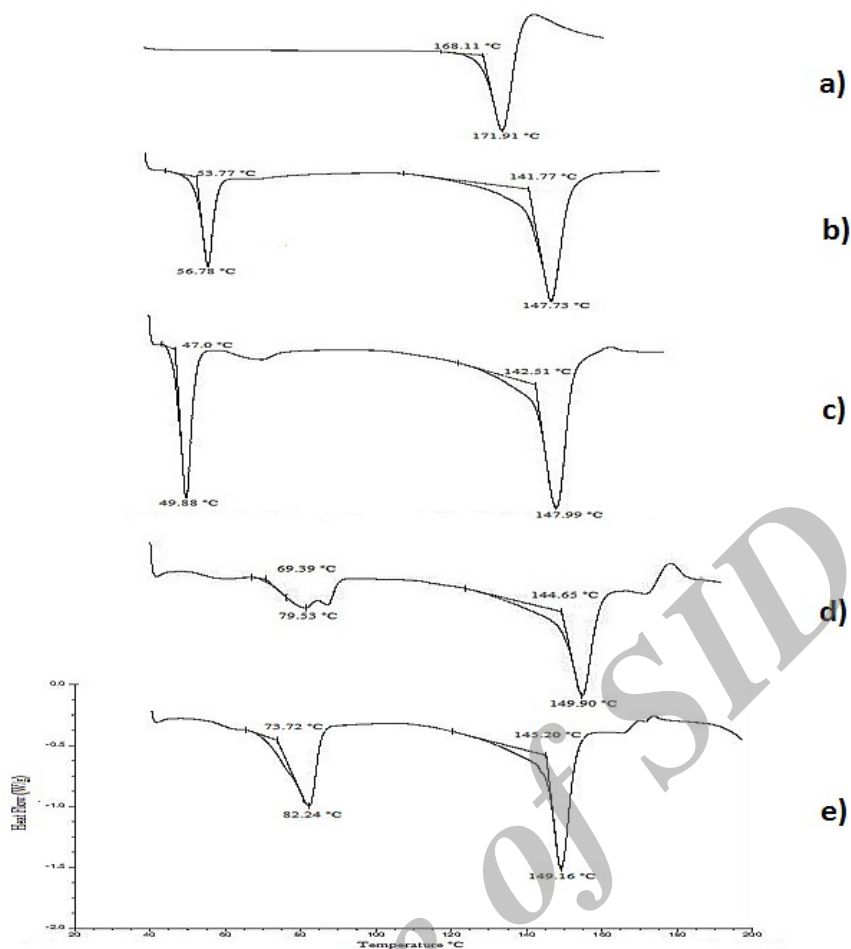 168.11 °C
a)
171.91 °C
53.77 °C
141.77 °C
b)
56.78 °C
147.73 °C
47.0 °C
142.51 °C
c)
49.88 °C
147.99 °C
69.39 °C
144.65 °C
d)
79.53 °C
149.90 °C
0.0
73.72 °C
145.20 °C
-0.5
Heat Flow (W/g)
-1.0
82.24 °C
e)
-1.5
149.16 °C
-2.0
20 40 60 80 100 120 140 160 180 200
Temperature °C
of SID